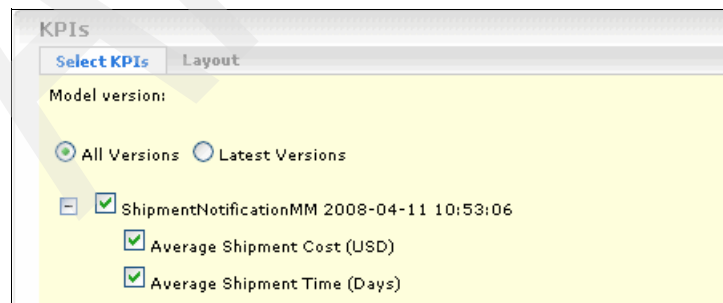 KPIs
Select KPIs Layout
Model version:
All Versions Latest Versions
ShipmentNotificationMM 2008-04-11 10:53:06
Average Shipment Cost (USD)
Average Shipment Time (Days)